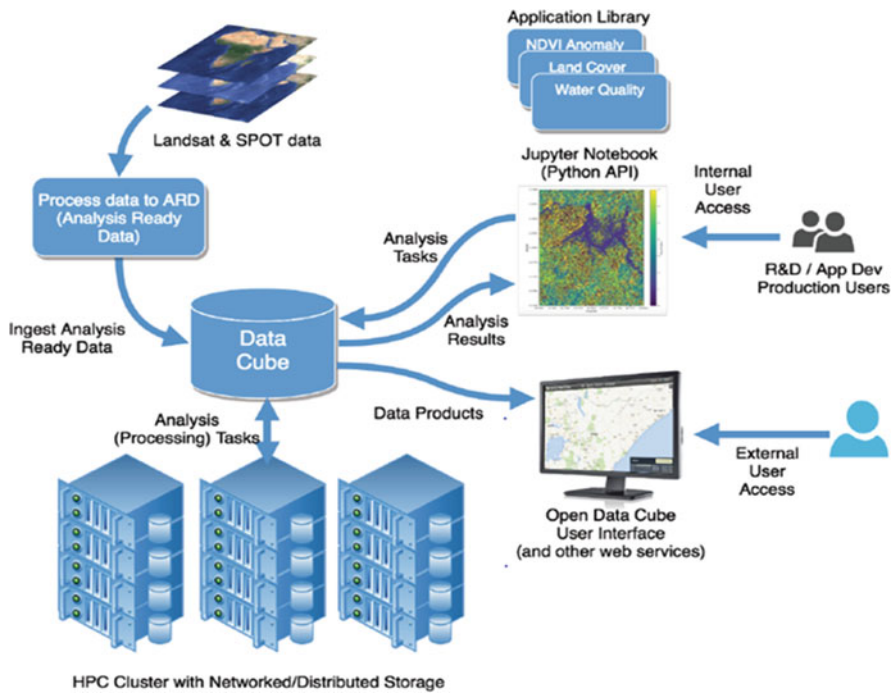 Application Library
NDVI Anomaly
Land Cover
Water Quality
Landsat & SPOT data
Jupyter Notebook
(Python API)
Internal
User
Access
Process data to ARD
(Analysis Ready
Data)
Analysis
Tasks
R&D / App Dev
Production Users
Ingest Analysis
Ready Data
Data
Cube
Analysis
Results
Data Products
Analysis
(Processing) Tasks
External
User
Access
Open Data Cube
User Interface
(and other web services)
HPC Cluster with Networked/Distributed Storage